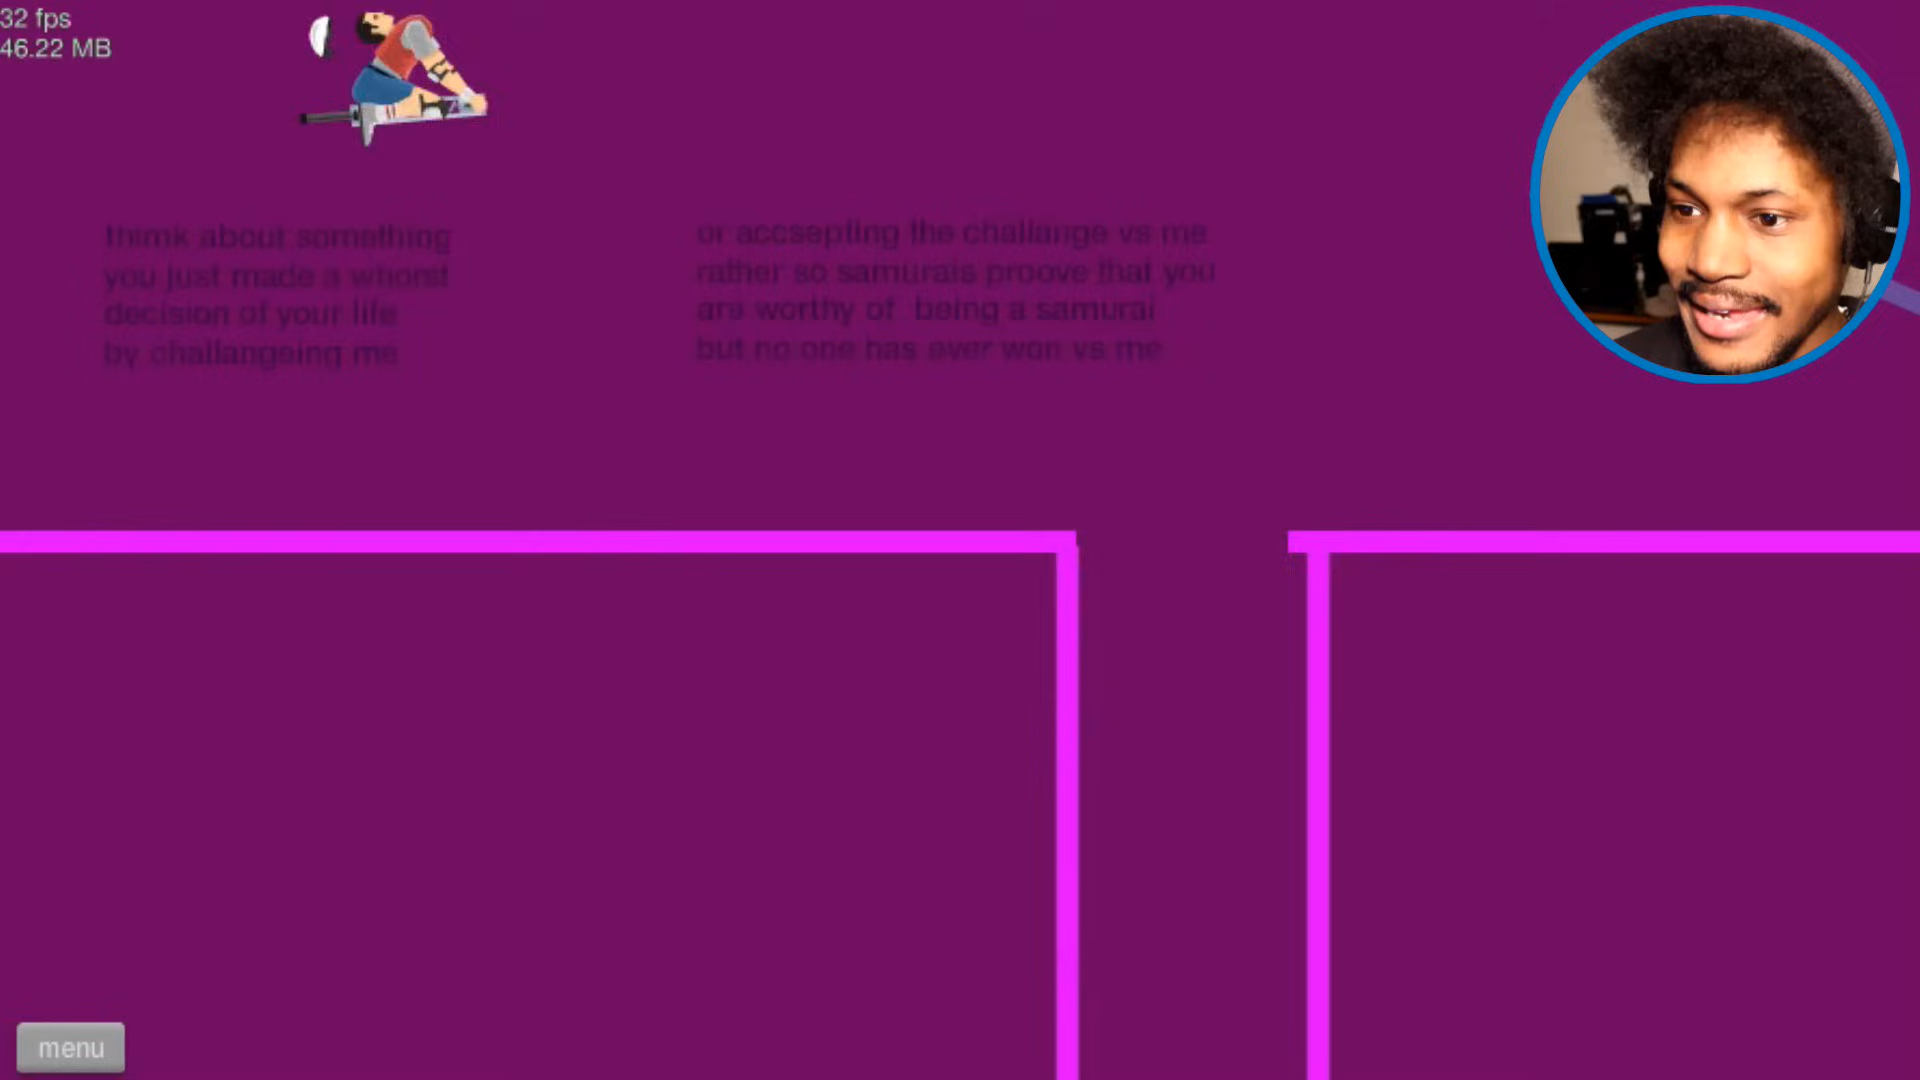 32 fps
46.22 MB
thimk about something
you just made a whorst
decision of your life
by challangeing me
or accsepting the challange vs me
rather so samurais proove that you
are worthy of being a samurai
but no one has ever won vs me
menu